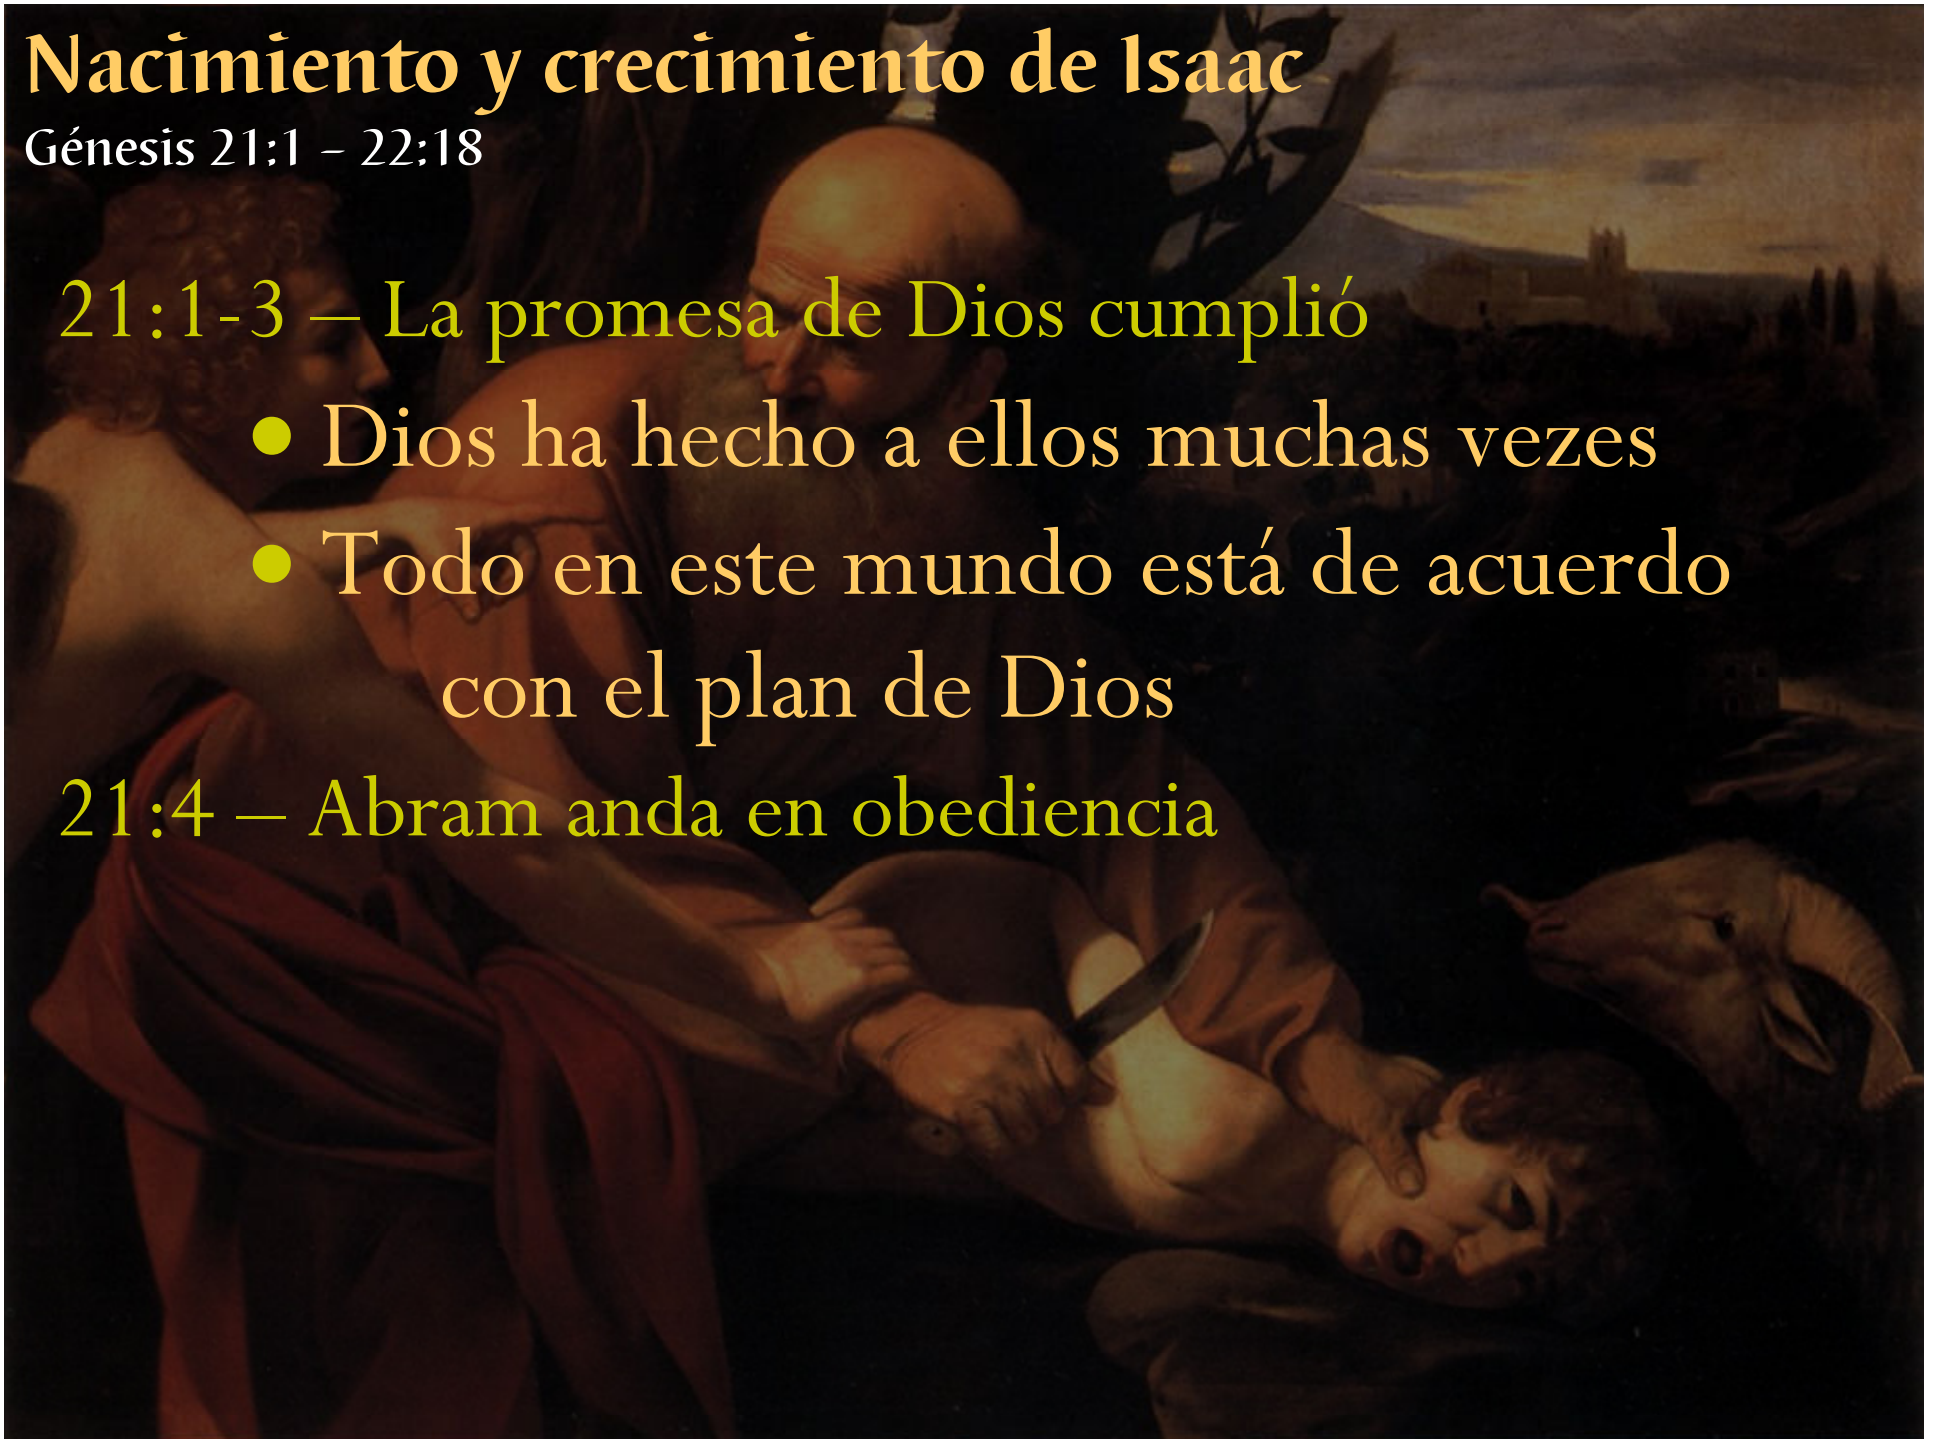 Nacimiento y crecimiento de Isaac
Génesis 21:1 – 22:18
21:1-3 – La promesa de Dios cumplió
● Dios ha hecho a ellos muchas vezes
● Todo en este mundo está de acuerdo
con el plan de Dios
21:4 – Abram anda en obediencia